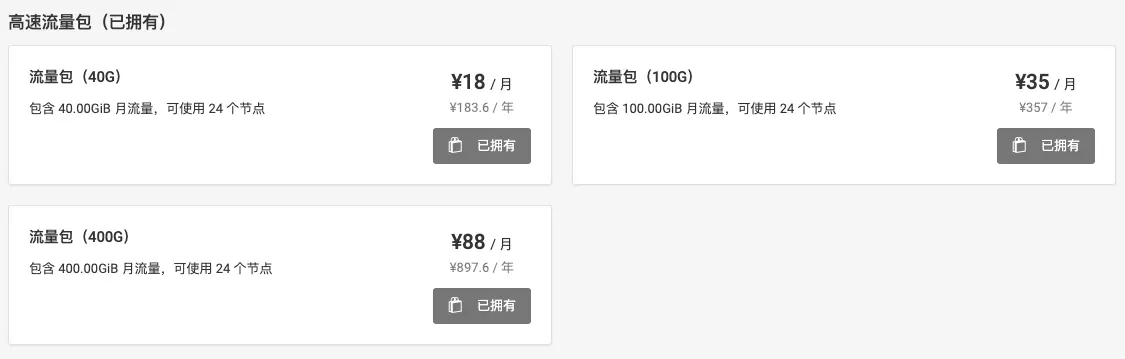 高速流量包（已拥有）
流量包（40G）
¥18 / 月
包含 40.00GiB 月流量，可使用 24 个节点
¥183.6 / 年
已拥有
流量包（100G）
¥35 / 月
包含 100.00GiB 月流量，可使用 24 个节点
¥357 / 年
已拥有
流量包（400G）
¥88 / 月
包含 400.00GiB 月流量，可使用 24 个节点
¥897.6 / 年
已拥有